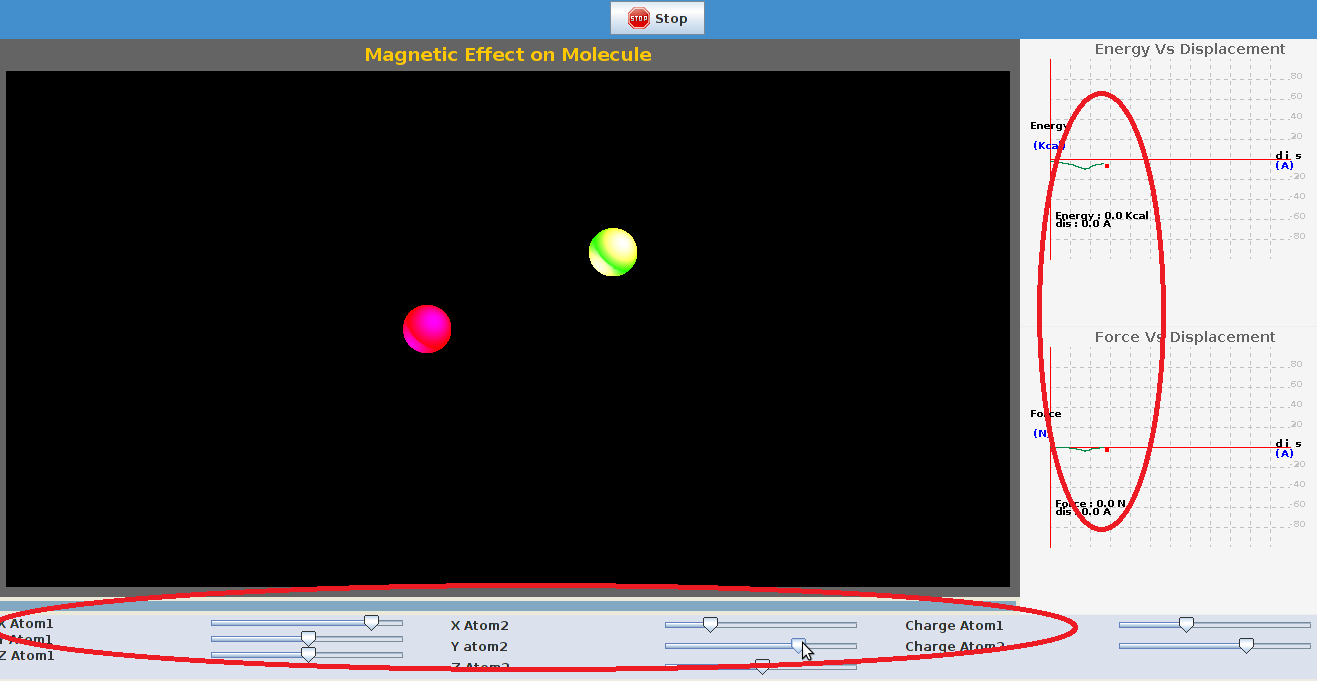 STOP Stop
Magnetic Effect on Molecule
Energy Vs Displacement
80
60
40
20
Energy
(Kcal)
dis
(A)
-20
-40
-60
-80
Energy : 0.0 Kcal
dis : 0.0 A
Force Vs Displacement
80
60
40
20
Force
(N)
dis
(A)
-20
-40
-60
-80
Force : 0.0 N
dis : 0.0 A
X Atom1
Y Atom1
Z Atom1
X Atom2
Y atom2
Z Atom2
Charge Atom1
Charge Atom2